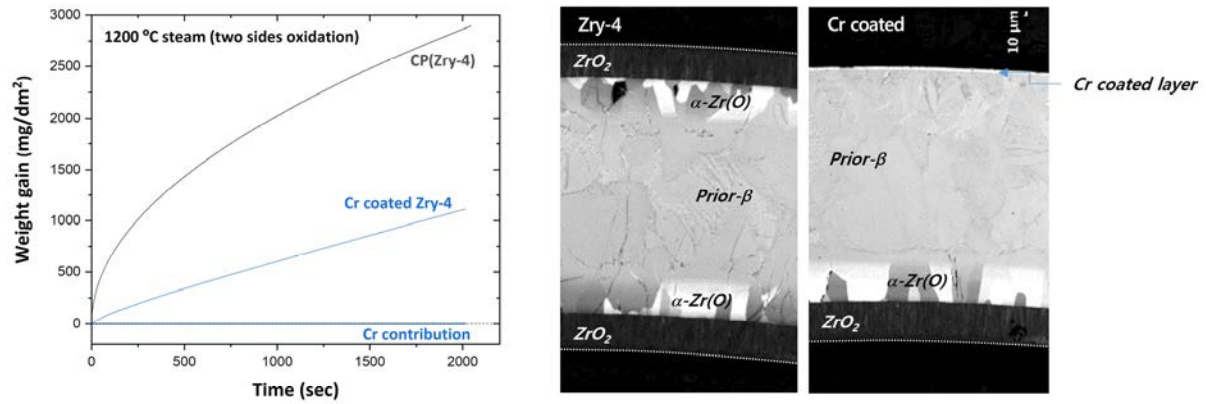 1200 °C steam (two sides oxidation)
CP(Zry-4)
Cr coated Zry-4
Cr contribution
Weight gain (mg/dm²)
3000
2500
2000
1500
1000
500
0
0
500
1000
1500
2000
Time (sec)
Zry-4
ZrO₂
α-Zr(O)
Prior-β
α-Zr(O)
ZrO₂
Cr coated
10 μm
Cr coated layer
Prior-β
α-Zr(O)
ZrO₂